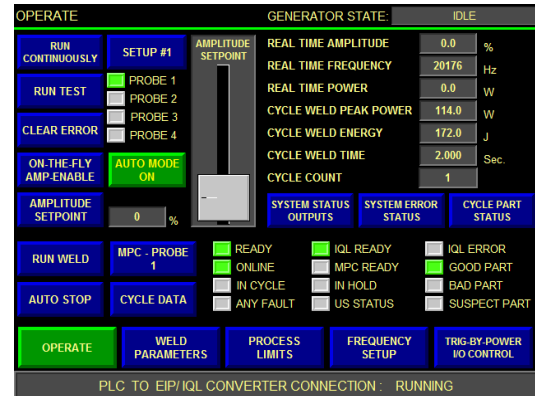 OPERATE
GENERATOR STATE: IDLE
RUN
CONTINUOUSLY
SETUP #1
AMPLITUDE
SETPOINT
RUN TEST
PROBE 1
PROBE 2
PROBE 3
PROBE 4
CLEAR ERROR
ON-THE-FLY
AMP-ENABLE
AUTO MODE
ON
AMPLITUDE
SETPOINT
0 %
REAL TIME AMPLITUDE 0.0 %
REAL TIME FREQUENCY 20176 Hz
REAL TIME POWER 0.0 W
CYCLE WELD PEAK POWER 114.0 W
CYCLE WELD ENERGY 172.0 J
CYCLE WELD TIME 2.000 Sec.
CYCLE COUNT 1
SYSTEM STATUS
OUTPUTS
SYSTEM ERROR
STATUS
CYCLE PART
STATUS
RUN WELD
MPC - PROBE
1
AUTO STOP
CYCLE DATA
READY
ONLINE
IN CYCLE
ANY FAULT
IQL READY
MPC READY
IN HOLD
US STATUS
IQL ERROR
GOOD PART
BAD PART
SUSPECT PART
OPERATE
WELD
PARAMETERS
PROCESS
LIMITS
FREQUENCY
SETUP
TRIG-BY-POWER
I/O CONTROL
PLC TO EIP/IQL CONVERTER CONNECTION : RUNNING